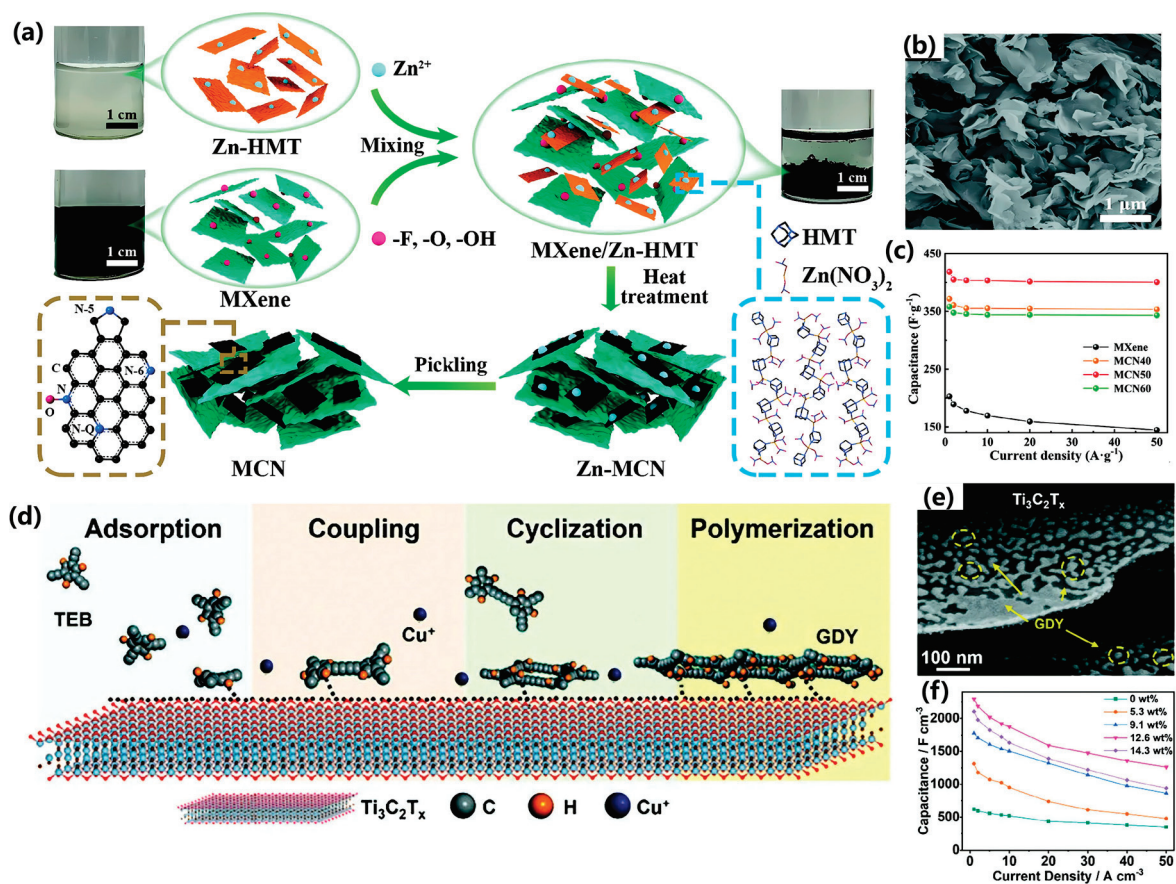 (a)
1 cm
Zn-HMT
Zn²⁺
Mixing
1 cm
MXene
-F, -O, -OH
MXene/Zn-HMT
1 cm
HMT
Zn(NO₃)₂
Heat
treatment
N-5
C
N-6
N
O
N-Q
MCN
Pickling
Zn-MCN
(b)
1 μm
(c)
Capacitance (F·g⁻¹)
450
350
250
150
MXene
MCN40
MCN50
MCN60
0 10 20 30 40 50
Current density (A·g⁻¹)
(d)
Adsorption
Coupling
Cyclization
Polymerization
TEB
Cu⁺
GDY
Ti₃C₂Tₓ
C
H
Cu⁺
(e)
Ti₃C₂Tₓ
GDY
100 nm
(f)
Capacitance / F cm⁻³
2000
1500
1000
500
0
0 wt%
5.3 wt%
9.1 wt%
12.6 wt%
14.3 wt%
0 10 20 30 40 50
Current Density / A cm⁻³